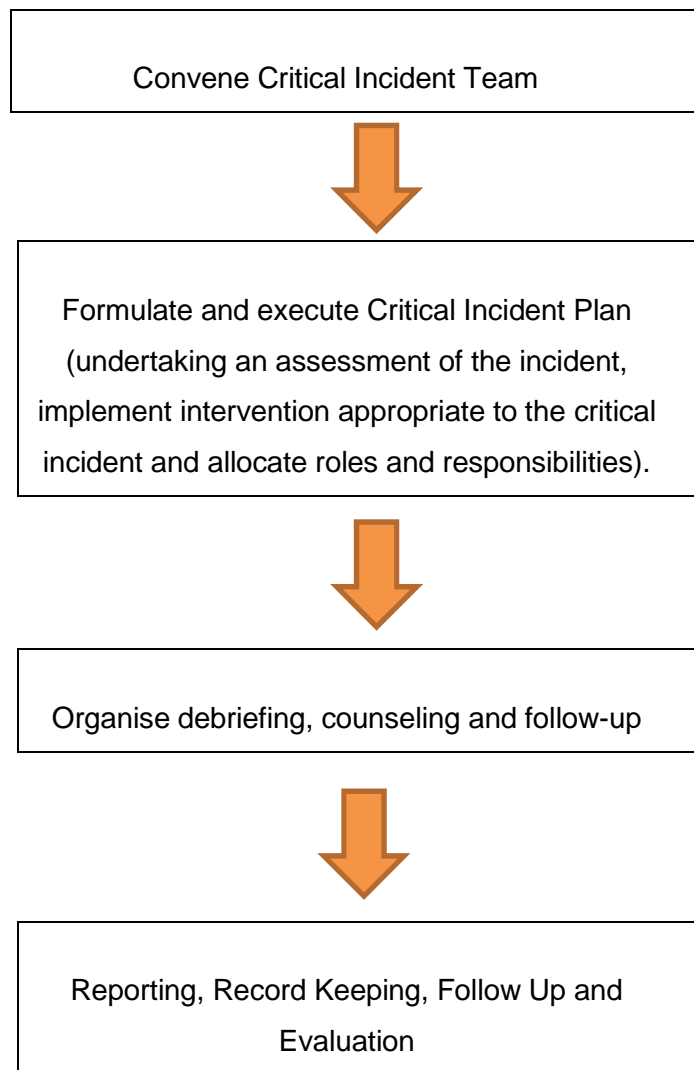 Convene Critical Incident Team
Formulate and execute Critical Incident Plan
(undertaking an assessment of the incident,
implement intervention appropriate to the critical
incident and allocate roles and responsibilities).
Organise debriefing, counseling and follow-up
Reporting, Record Keeping, Follow Up and
Evaluation